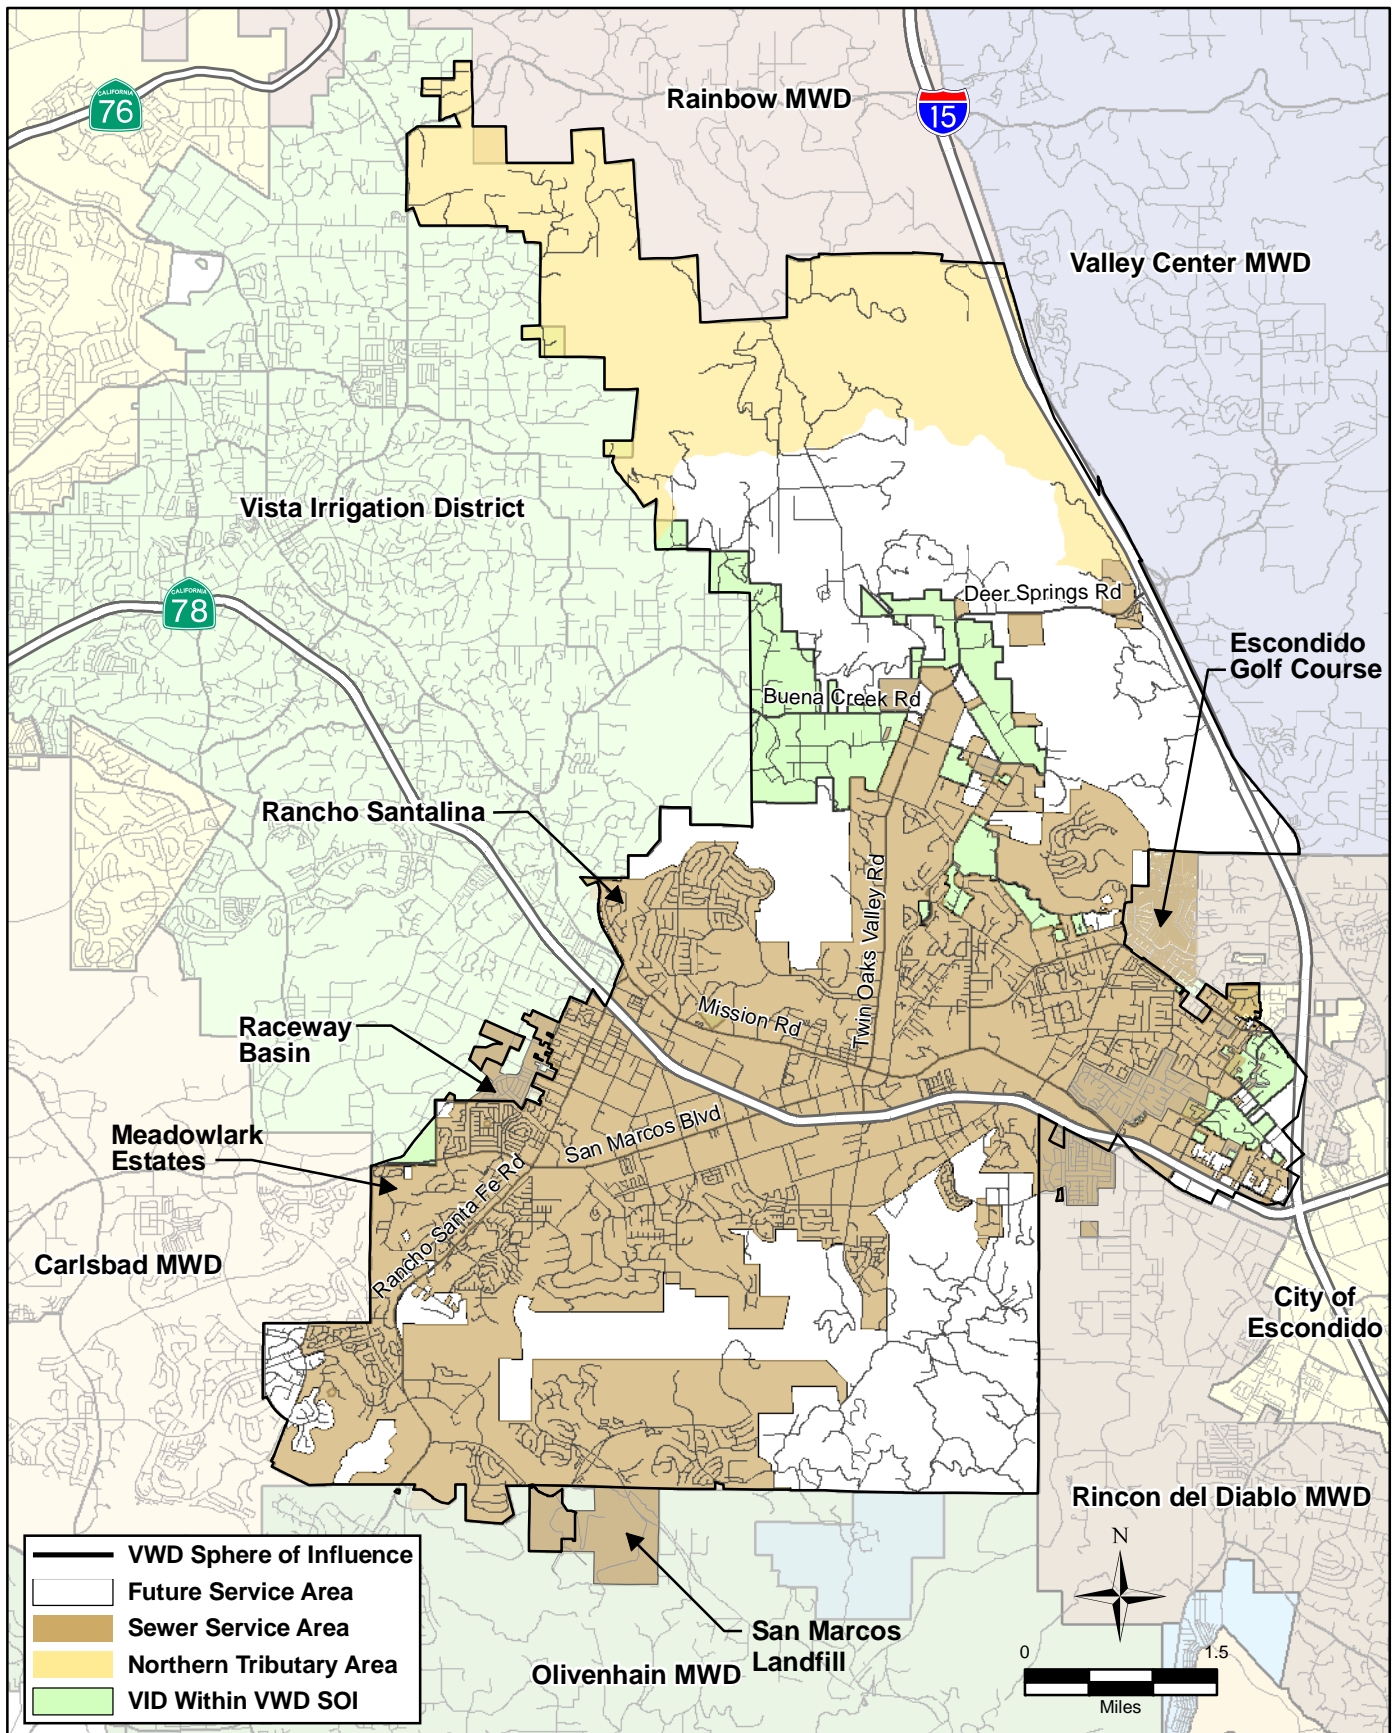 CALIFORNIA
76
Rainbow MWD
15
Valley Center MWD
Vista Irrigation District
CALIFORNIA
78
Deer Springs Rd
Escondido
Golf Course
Buena Creek Rd
Rancho Santalina
Twin Oaks Valley Rd
Mission Rd
Raceway
Basin
San Marcos Blvd
Meadowlark
Estates
Rancho Santa Fe Rd
Carlsbad MWD
City of
Escondido
Rincon del Diablo MWD
N
VWD Sphere of Influence
Future Service Area
Sewer Service Area
Northern Tributary Area
VID Within VWD SOI
San Marcos
Landfill
Olivenhain MWD
0 1.5
Miles